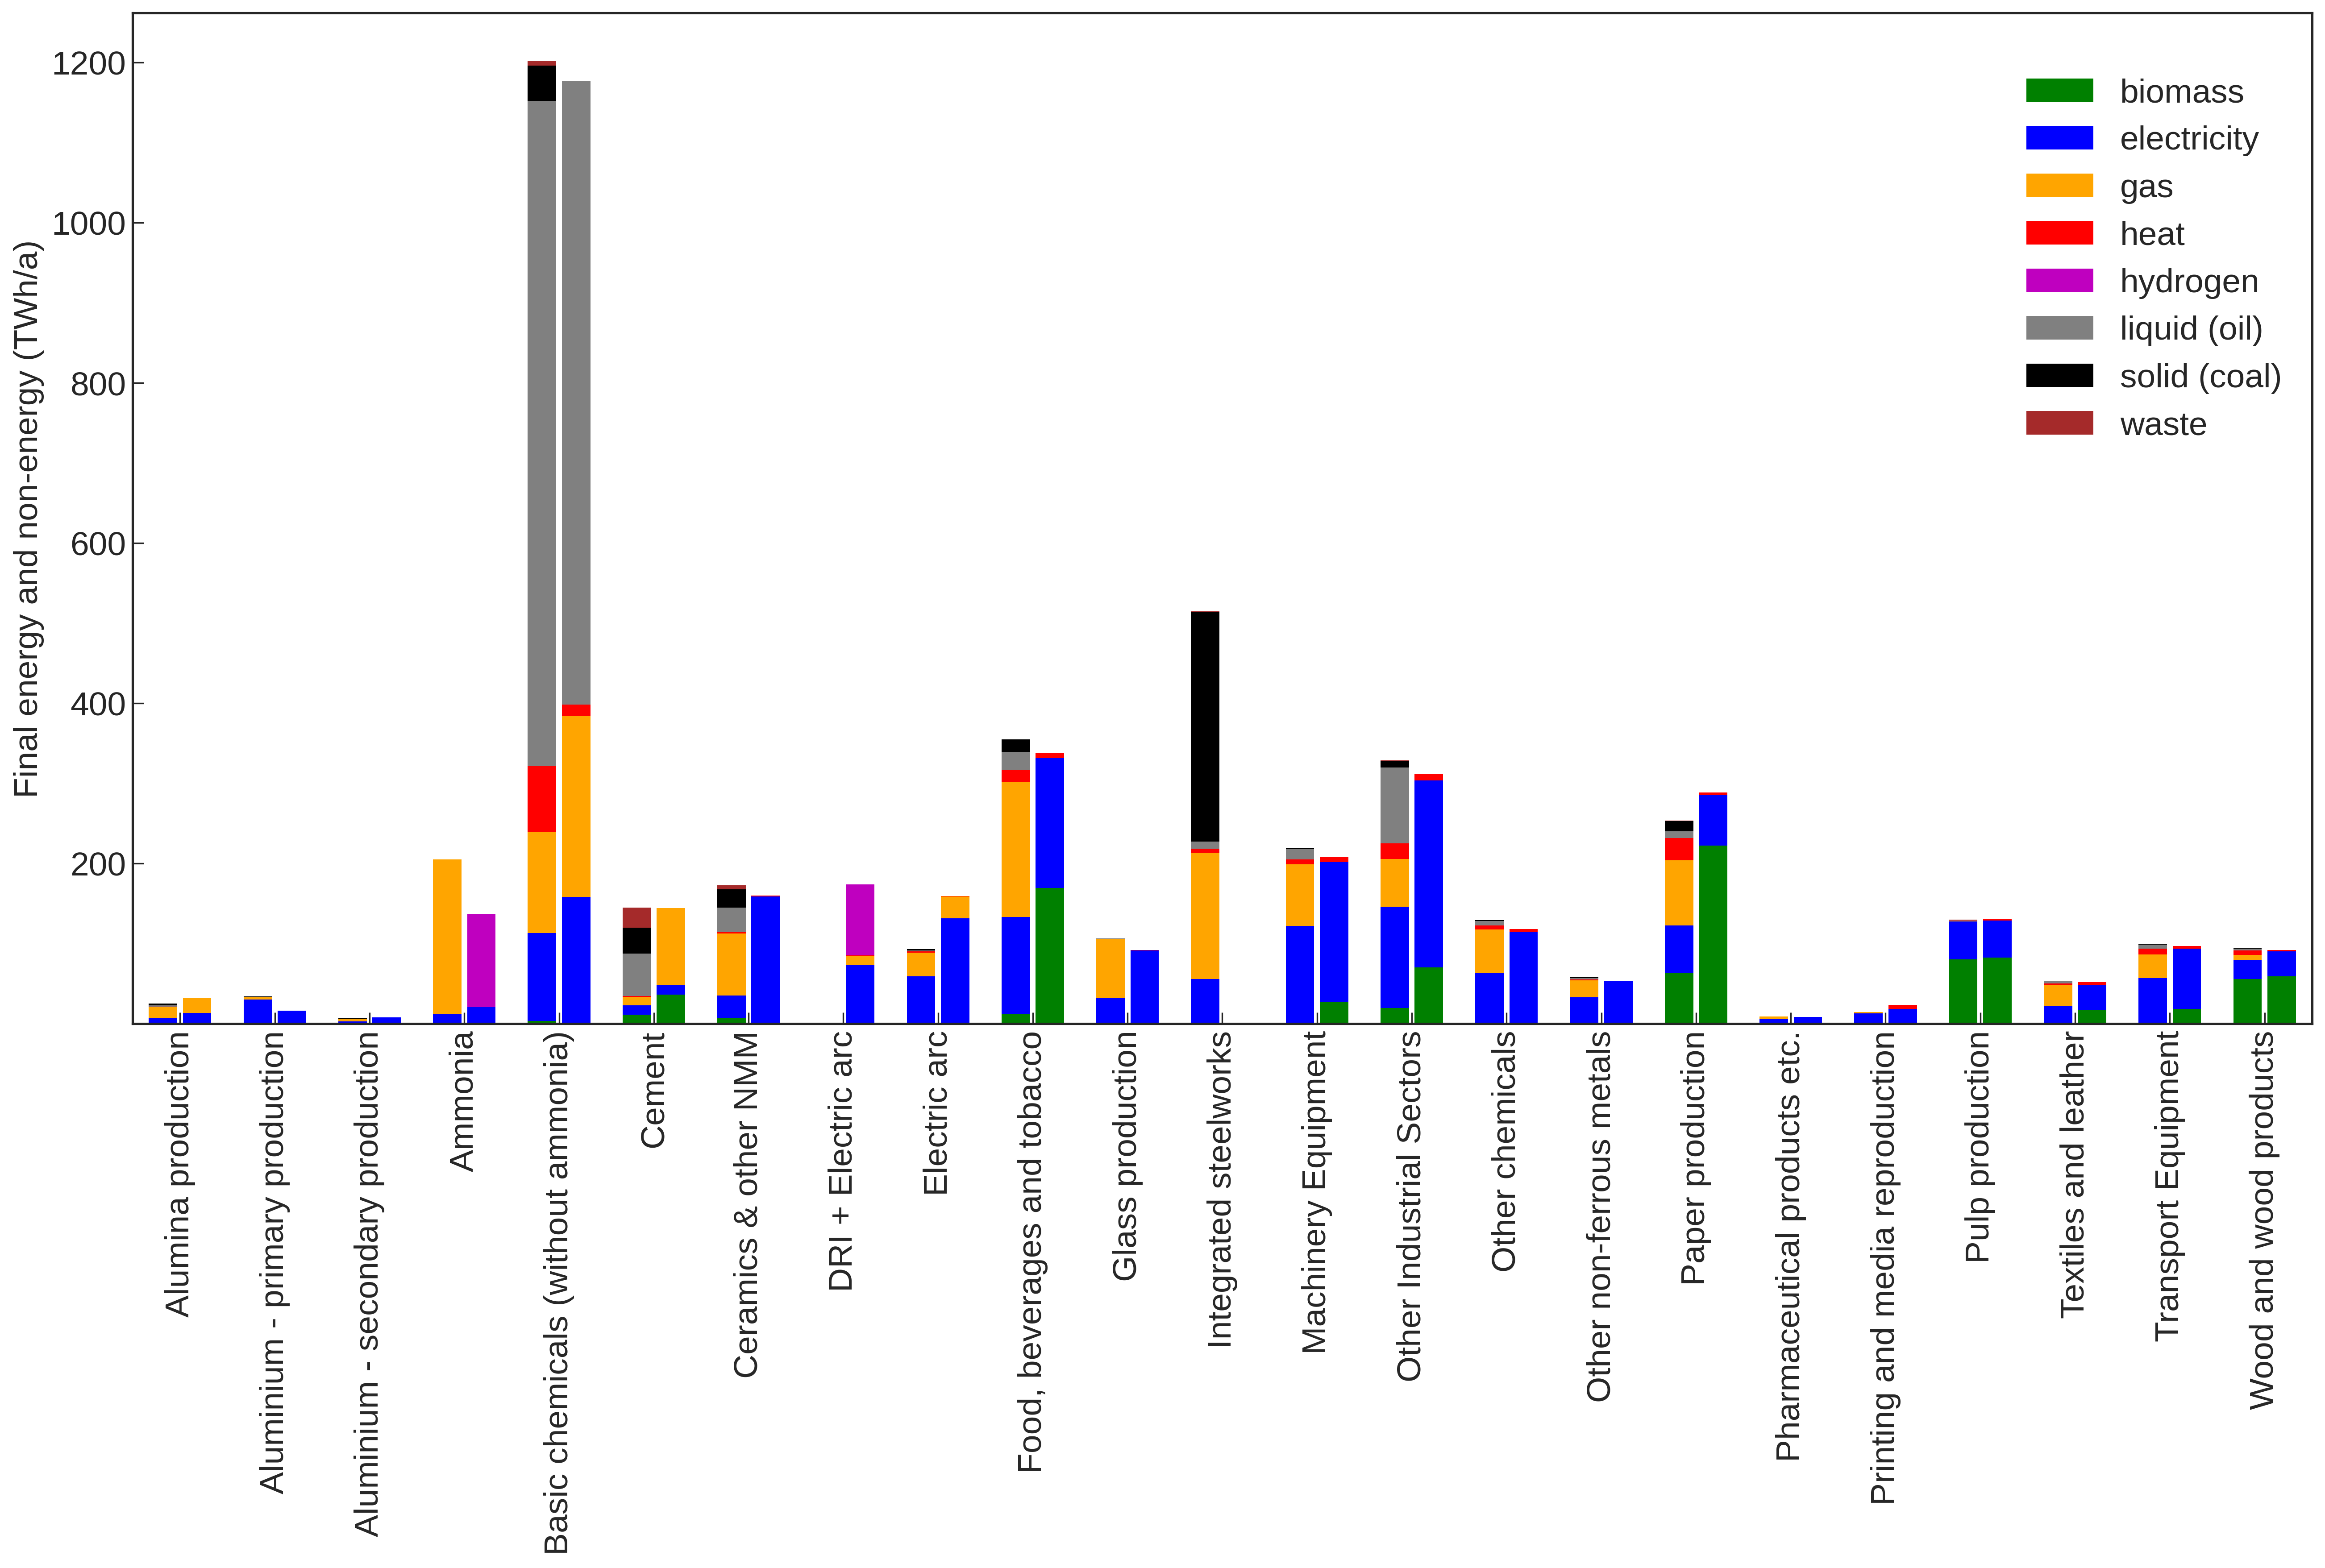 Final energy and non-energy (TWh/a)
1200
1000
800
600
400
200
biomass
electricity
gas
heat
hydrogen
liquid (oil)
solid (coal)
waste
Alumina production
Aluminium - primary production
Aluminium - secondary production
Ammonia
Basic chemicals (without ammonia)
Cement
Ceramics & other NMM
DRI + Electric arc
Electric arc
Food, beverages and tobacco
Glass production
Integrated steelworks
Machinery Equipment
Other Industrial Sectors
Other chemicals
Other non-ferrous metals
Paper production
Pharmaceutical products etc.
Printing and media reproduction
Pulp production
Textiles and leather
Transport Equipment
Wood and wood products